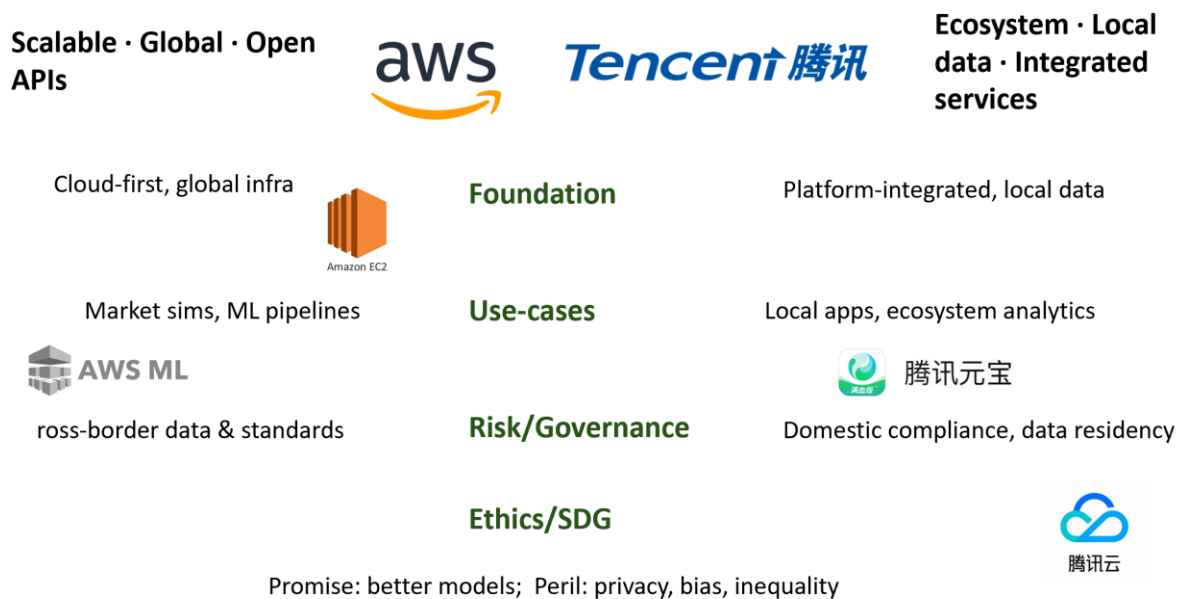 Scalable · Global · Open
APIs
aws
Tencent 腾讯
Ecosystem · Local
data · Integrated
services
Cloud-first, global infra
Foundation
Platform-integrated, local data
Amazon EC2
Market sims, ML pipelines
Use-cases
Local apps, ecosystem analytics
AWS ML
满血版
腾讯元宝
ross-border data & standards
Risk/Governance
Domestic compliance, data residency
Ethics/SDG
腾讯云
Promise: better models; Peril: privacy, bias, inequality